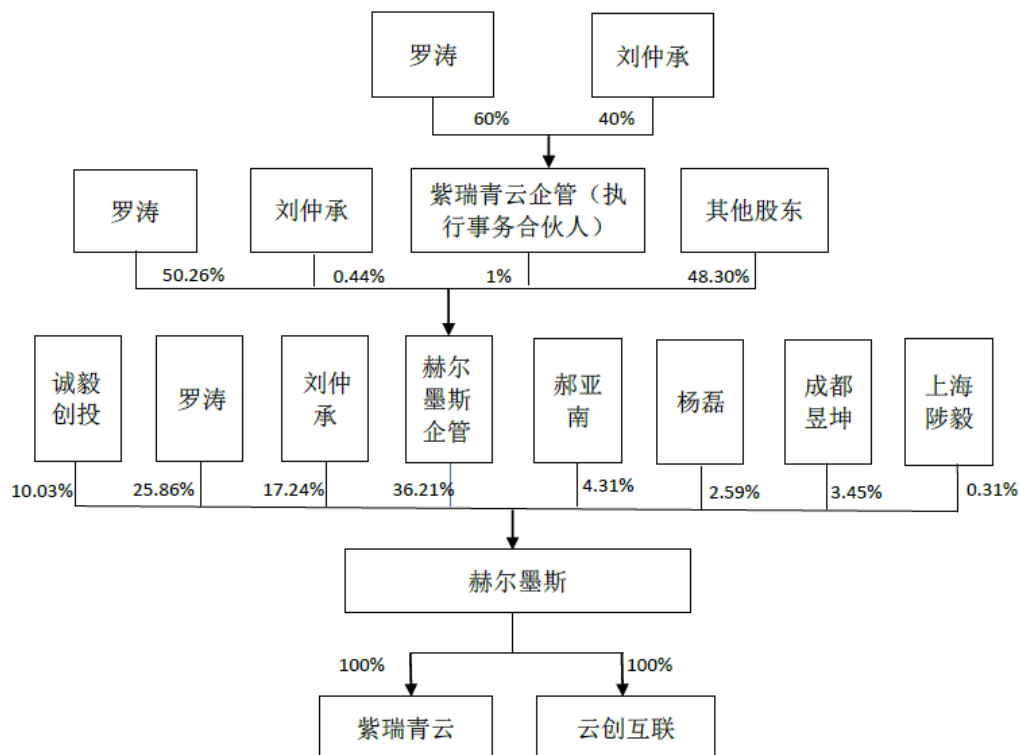 罗涛
刘仲承
60%
40%
罗涛
刘仲承
紫瑞青云企管（执
行事务合伙人）
其他股东
50.26%
0.44%
1%
48.30%
诚毅
创投
罗涛
刘仲
承
赫尔
墨斯
企管
郝亚
南
杨磊
成都
昱坤
上海
陟毅
10.03%
25.86%
17.24%
36.21%
4.31%
2.59%
3.45%
0.31%
赫尔墨斯
100%
100%
紫瑞青云
云创互联